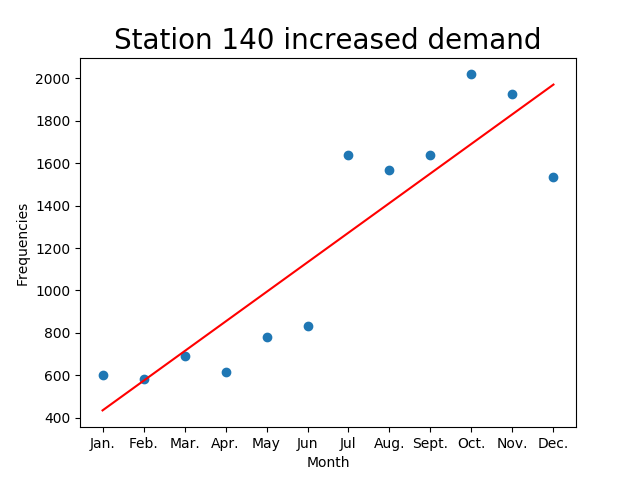 Station 140 increased demand
2000
1800
1600
1400
1200
1000
800
600
400
Frequencies
Jan. Feb. Mar. Apr. May Jun Jul Aug. Sept. Oct. Nov. Dec.
Month